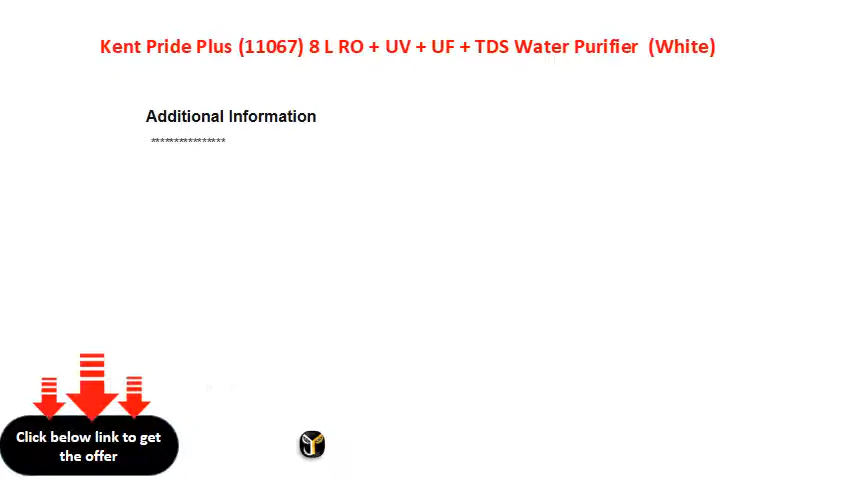 Kent Pride Plus (11067) 8 L RO + UV + UF + TDS Water Purifier (White)
Additional Information
****************
Click below link to get
the offer